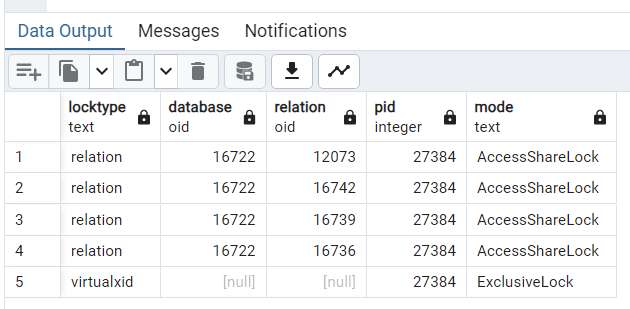 Data Output Messages Notifications
locktype database relation pid mode
text oid oid integer text
1 relation 16722 12073 27384 AccessShareLock
2 relation 16722 16742 27384 AccessShareLock
3 relation 16722 16739 27384 AccessShareLock
4 relation 16722 16736 27384 AccessShareLock
5 virtualxid [null] [null] 27384 ExclusiveLock